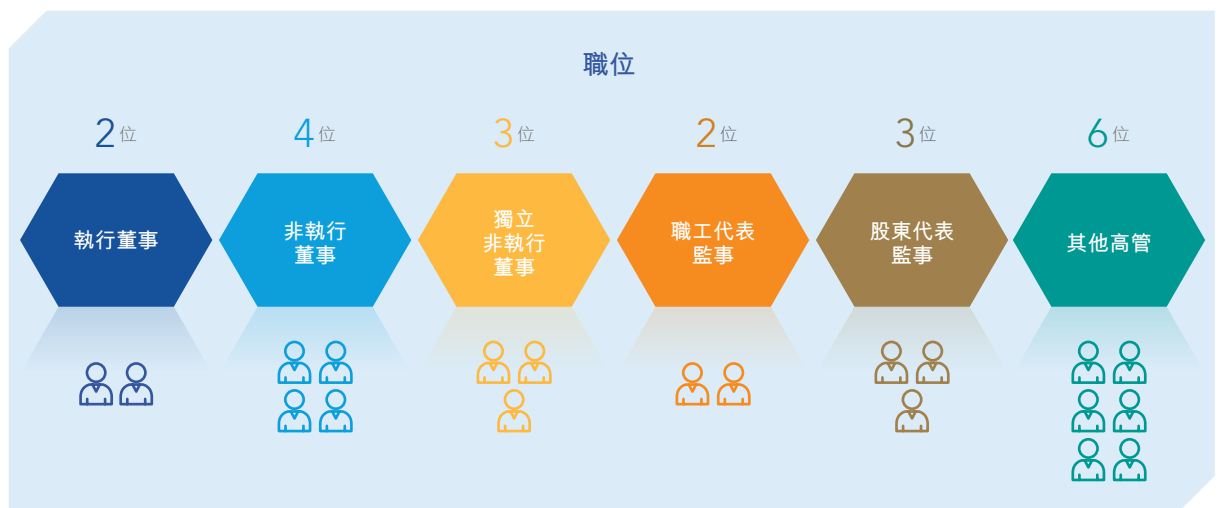 職位
2位
4位
3位
2位
3位
6位
執行董事
非執行
董事
獨立
非執行
董事
職工代表
監事
股東代表
監事
其他高管